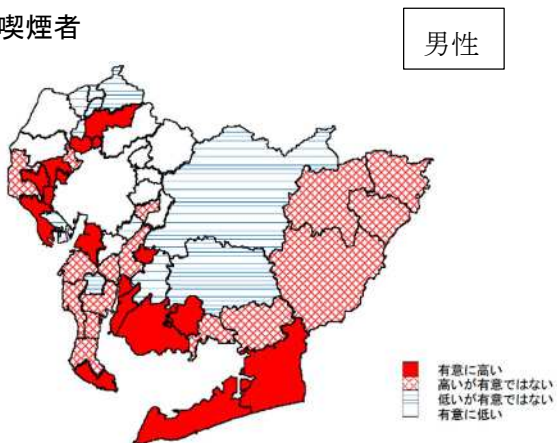 喫煙者
男性
有意に高い
高いが有意ではない
低いが有意ではない
有意に低い